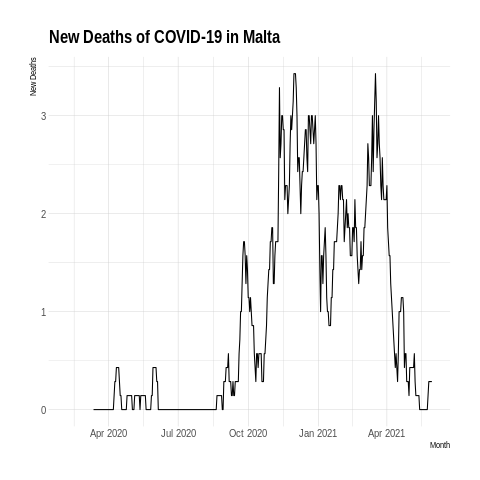 New Deaths of COVID-19 in Malta
New Deaths
3
2
1
0
Apr 2020 Jul 2020 Oct 2020 Jan 2021 Apr 2021
Month